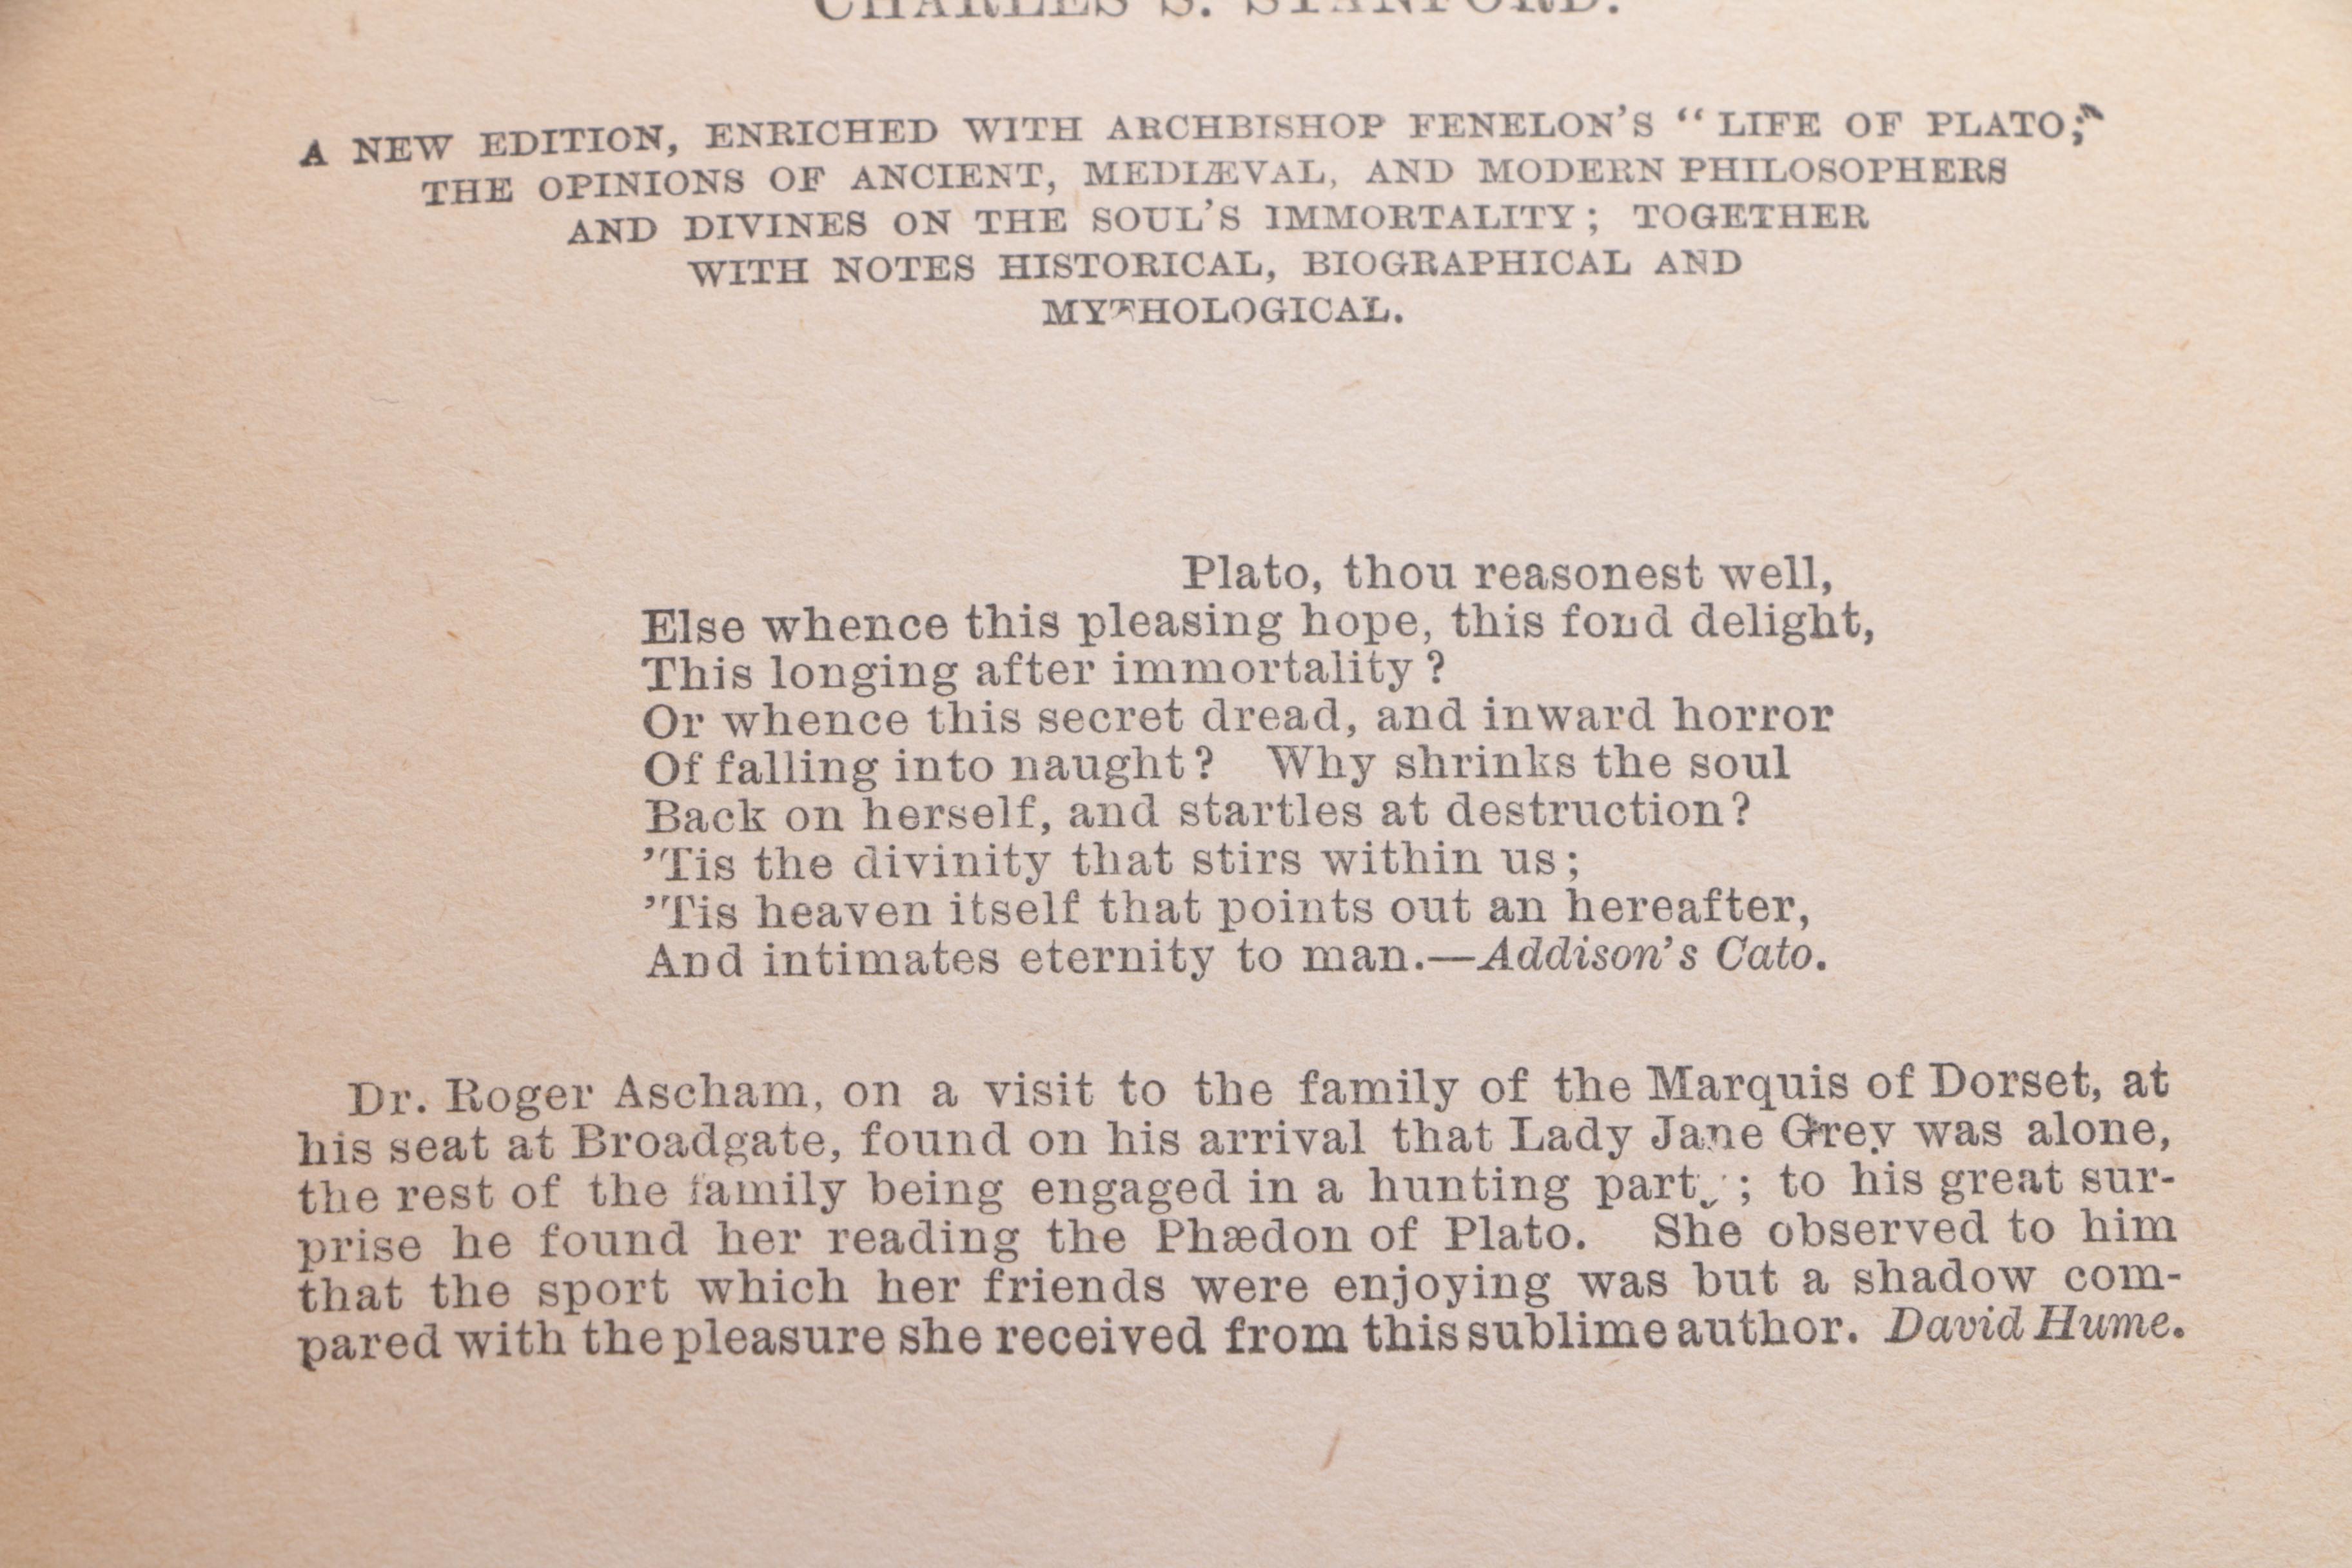 CHARLES S. STANFORD.
A NEW EDITION, ENRICHED WITH ARCHBISHOP FENELON'S “LIFE OF PLATO;”
THE OPINIONS OF ANCIENT, MEDIÆVAL, AND MODERN PHILOSOPHERS
AND DIVINES ON THE SOUL'S IMMORTALITY; TOGETHER
WITH NOTES HISTORICAL, BIOGRAPHICAL AND
MYTHOLOGICAL.
Plato, thou reasonest well,
Else whence this pleasing hope, this fond delight,
This longing after immortality?
Or whence this secret dread, and inward horror
Of falling into naught? Why shrinks the soul
Back on herself, and startles at destruction?
’Tis the divinity that stirs within us;
’Tis heaven itself that points out an hereafter,
And intimates eternity to man.—Addison’s Cato.
Dr. Roger Ascham, on a visit to the family of the Marquis of Dorset, at
his seat at Broadgate, found on his arrival that Lady Jane Grey was alone,
the rest of the family being engaged in a hunting party; to his great sur-
prise he found her reading the Phædon of Plato. She observed to him
that the sport which her friends were enjoying was but a shadow com-
pared with the pleasure she received from this sublime author. David Hume.